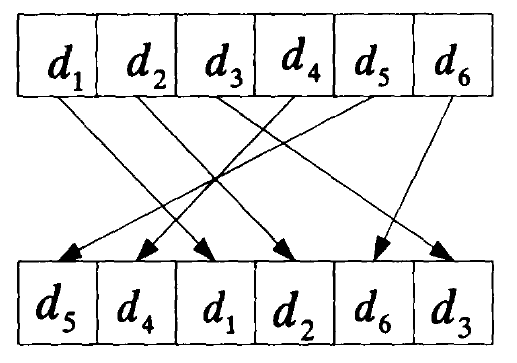 d₁ d₂ d₃ d₄ d₅ d₆
d₅ d₄ d₁ d₂ d₆ d₃